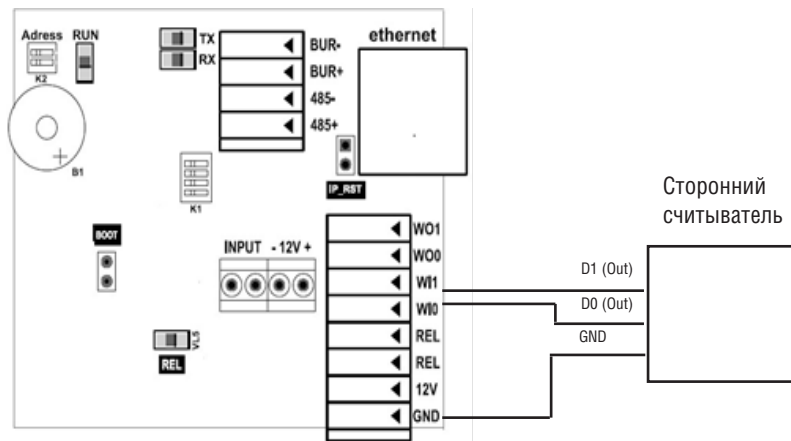 Adress RUN
K2
TX
RX
BUR-
BUR+
485-
485+
ethernet
B1
K1
IP_RST
BOOT
INPUT - 12V +
VL5
REL
WO1
WO0
WI1
WI0
REL
REL
12V
GND
D1 (Out)
D0 (Out)
GND
Сторонний
считыватель